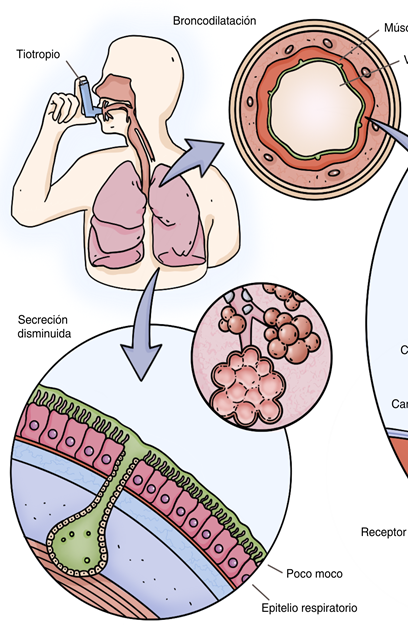 Broncodilatación
Tiotropio
Secreción
disminuida
Receptor
Poco moco
Epitelio respiratorio